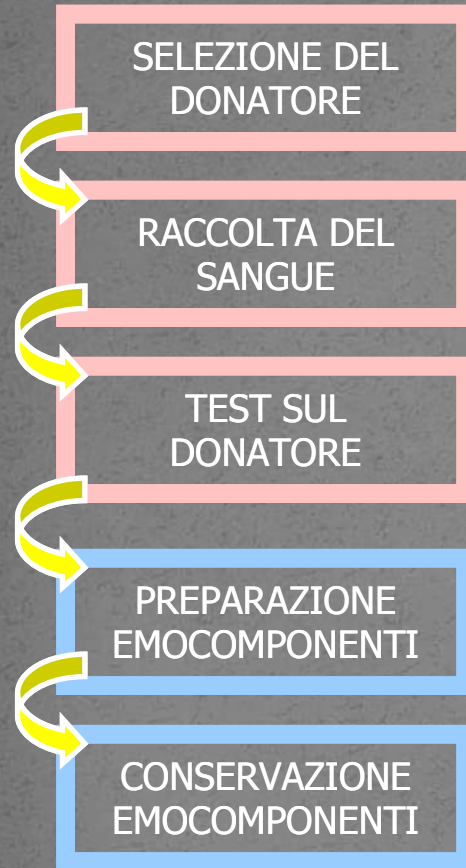 SELEZIONE DEL
DONATORE
RACCOLTA DEL
SANGUE
TEST SUL
DONATORE
PREPARAZIONE
EMOCOMPONENTI
CONSERVAZIONE
EMOCOMPONENTI